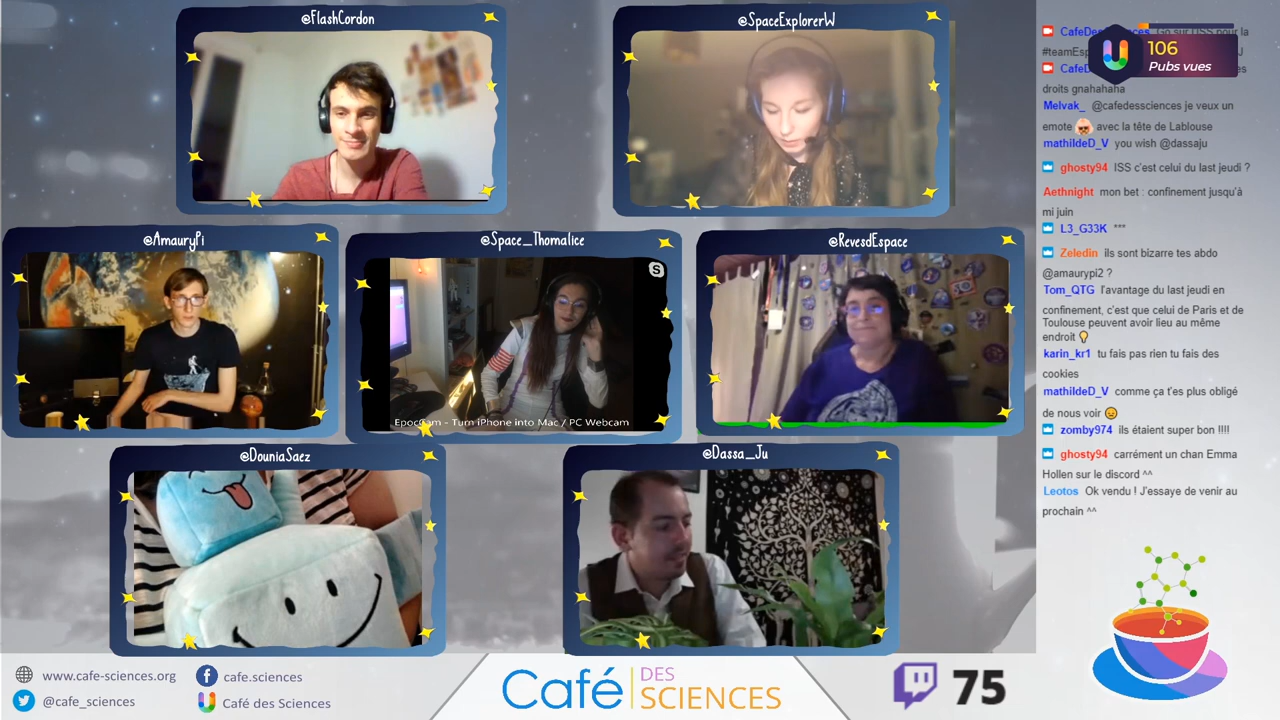 @FlashCordon
@SpaceExplorerW
@AmauryPi
@Space_Thomalice
@RevesdEspace
EpocCam - Turn iPhone into Mac / PC Webcam
@DouniaSaez
@Dassa_Ju
106
Pubs vues
droits gnahahaha
Melvak_ @cafedessciences je veux un
emote avec la tête de Lablouse
mathildeD_V you wish @dassaju
ghosty94 ISS c'est celui du last jeudi ?
Aethnight mon bet : confinement jusqu'à
mi juin
L3_G33K ***
Zeledin ils sont bizarre tes abdo
@amaurypi2 ?
Tom_QTG l'avantage du last jeudi en
confinement, c'est que celui de Paris et de
Toulouse peuvent avoir lieu au même
endroit
karin_kr1 tu fais pas rien tu fais des
cookies
mathildeD_V comme ça t'es plus obligé
de nous voir
zomby974 ils étaient super bon !!!!
ghosty94 carrément un chan Emma
Hollen sur le discord ^^
Leotos Ok vendu ! J'essaye de venir au
prochain ^^
www.cafe-sciences.org
cafe.sciences
@cafe_sciences
Café des Sciences
Café DES SCIENCES
75